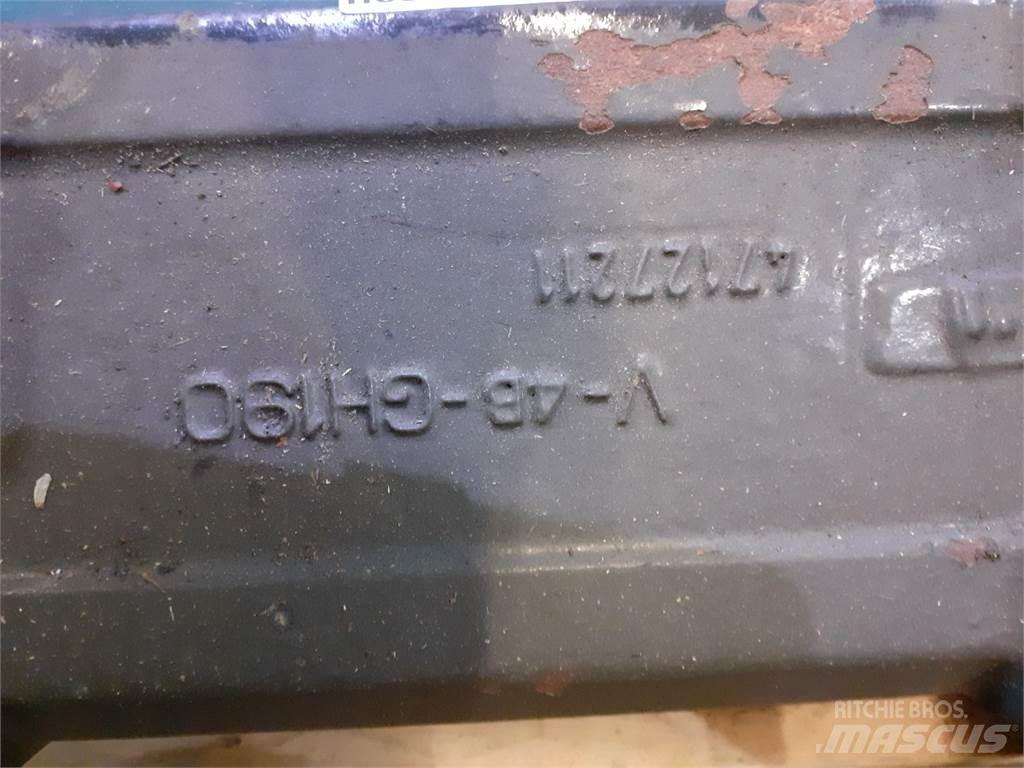 V-4B-GH190
47127211
RITCHIE BROS.
MASCUS